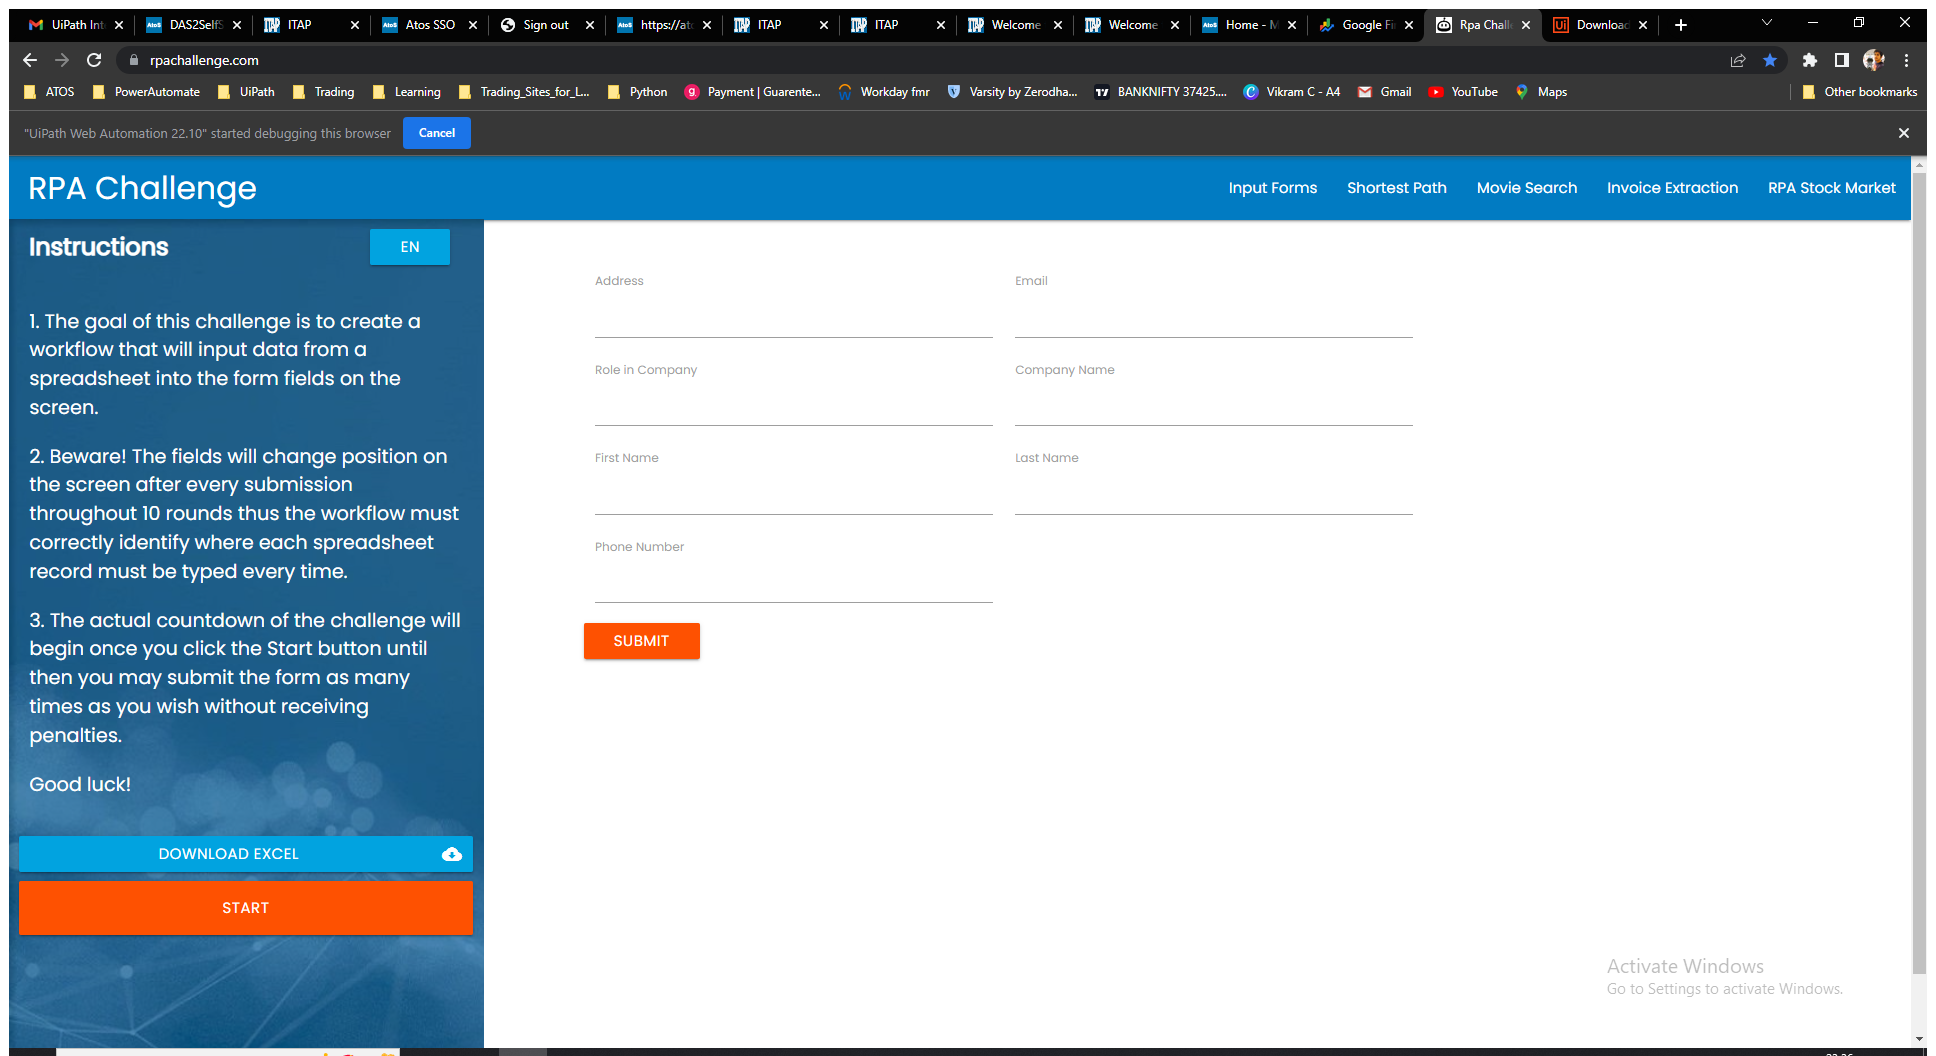 UiPath Int
DAS2SelfS
ITAP
Atos SSO
Sign out
https://ato
ITAP
ITAP
Welcome
Welcome
Home - M
Google Fi
Rpa Chall
Download
rpachallenge.com
ATOS
PowerAutomate
UiPath
Trading
Learning
Trading_Sites_for_L...
Python
Payment | Guarente...
Workday fmr
Varsity by Zerodha...
BANKNIFTY 37425....
Vikram C - A4
Gmail
YouTube
Maps
Other bookmarks
"UiPath Web Automation 22.10" started debugging this browser
Cancel
RPA Challenge
Input Forms
Shortest Path
Movie Search
Invoice Extraction
RPA Stock Market
Instructions
EN
1. The goal of this challenge is to create a
workflow that will input data from a
spreadsheet into the form fields on the
screen.
2. Beware! The fields will change position on
the screen after every submission
throughout 10 rounds thus the workflow must
correctly identify where each spreadsheet
record must be typed every time.
3. The actual countdown of the challenge will
begin once you click the Start button until
then you may submit the form as many
times as you wish without receiving
penalties.
Good luck!
DOWNLOAD EXCEL
START
Address
Email
Role in Company
Company Name
First Name
Last Name
Phone Number
SUBMIT
Activate Windows
Go to Settings to activate Windows.